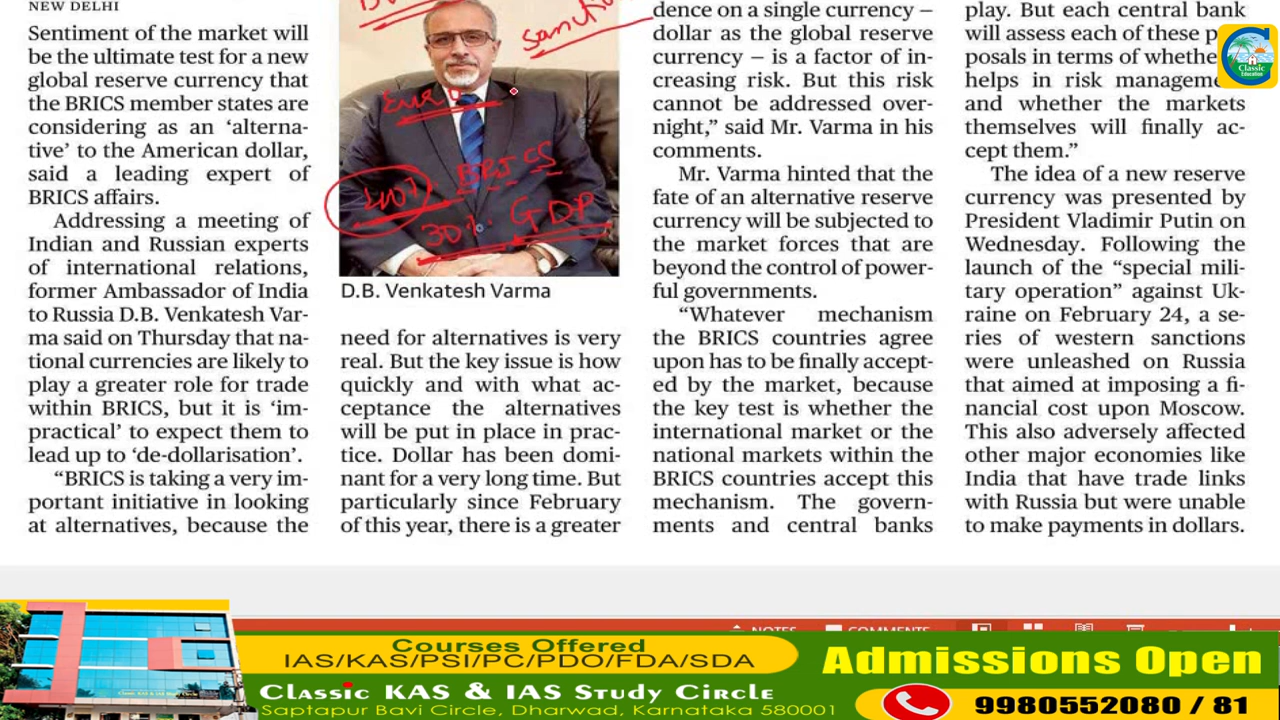 NEW DELHI
Sentiment of the market will
be the ultimate test for a new
global reserve currency that
the BRICS member states are
considering as an ‘alterna-
tive’ to the American dollar,
said a leading expert of
BRICS affairs.
Addressing a meeting of
Indian and Russian experts
of international relations,
former Ambassador of India
to Russia D.B. Venkatesh Var-
ma said on Thursday that na-
tional currencies are likely to
play a greater role for trade
within BRICS, but it is ‘im-
practical’ to expect them to
lead up to ‘de-dollarisation’.
“BRICS is taking a very im-
portant initiative in looking
at alternatives, because the
Sanction
Euro
BRICS
30% GDP
D.B. Venkatesh Varma
need for alternatives is very
real. But the key issue is how
quickly and with what ac-
ceptance the alternatives
will be put in place in prac-
tice. Dollar has been domi-
nant for a very long time. But
particularly since February
of this year, there is a greater
dence on a single currency –
dollar as the global reserve
currency – is a factor of in-
creasing risk. But this risk
cannot be addressed over-
night,” said Mr. Varma in his
comments.
Mr. Varma hinted that the
fate of an alternative reserve
currency will be subjected to
the market forces that are
beyond the control of power-
ful governments.
“Whatever mechanism
the BRICS countries agree
upon has to be finally accept-
ed by the market, because
the key test is whether the
international market or the
national markets within the
BRICS countries accept this
mechanism. The govern-
ments and central banks
play. But each central bank
will assess each of these
posals in terms of whether
helps in risk management
and whether the markets
themselves will finally ac-
cept them.”
The idea of a new reserve
currency was presented by
President Vladimir Putin on
Wednesday. Following the
launch of the “special mili-
tary operation” against Uk-
raine on February 24, a se-
ries of western sanctions
were unleashed on Russia
that aimed at imposing a fi-
nancial cost upon Moscow.
This also adversely affected
other major economies like
India that have trade links
with Russia but were unable
to make payments in dollars.
Classic
Education
NOTES COMMENTS
Courses Offered
IAS/KAS/PSI/PC/PDO/FDA/SDA
Classic KAS & IAS Study Circle
Saptapur Bavi Circle, Dharwad, Karnataka 580001
Admissions Open
9980552080 / 81